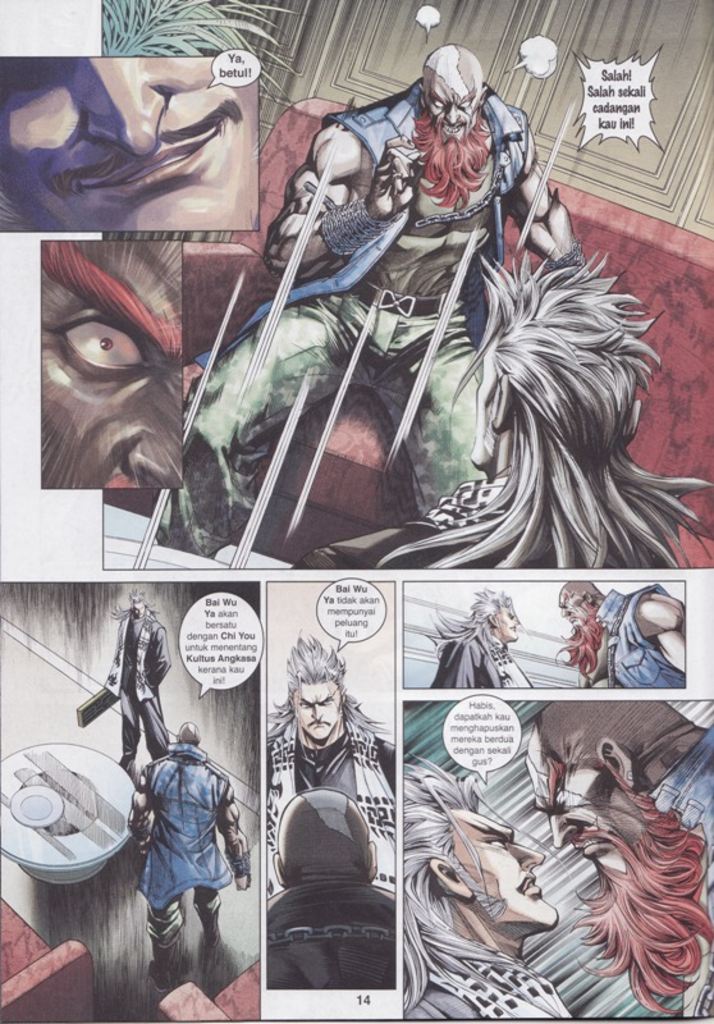 Ya,
betul!
Salah!
Salah sekali
cadangan
kau ini!
Bai Wu
Ya akan
bersatu
dengan Chi You
untuk menentang
Kultus Angkasa
kerana kau
ini!
Bai Wu
Ya tidak akan
mempunyai
peluang
itu!
Habis,
dapatkah kau
menghapuskan
mereka berdua
dengan sekali
gus?
14